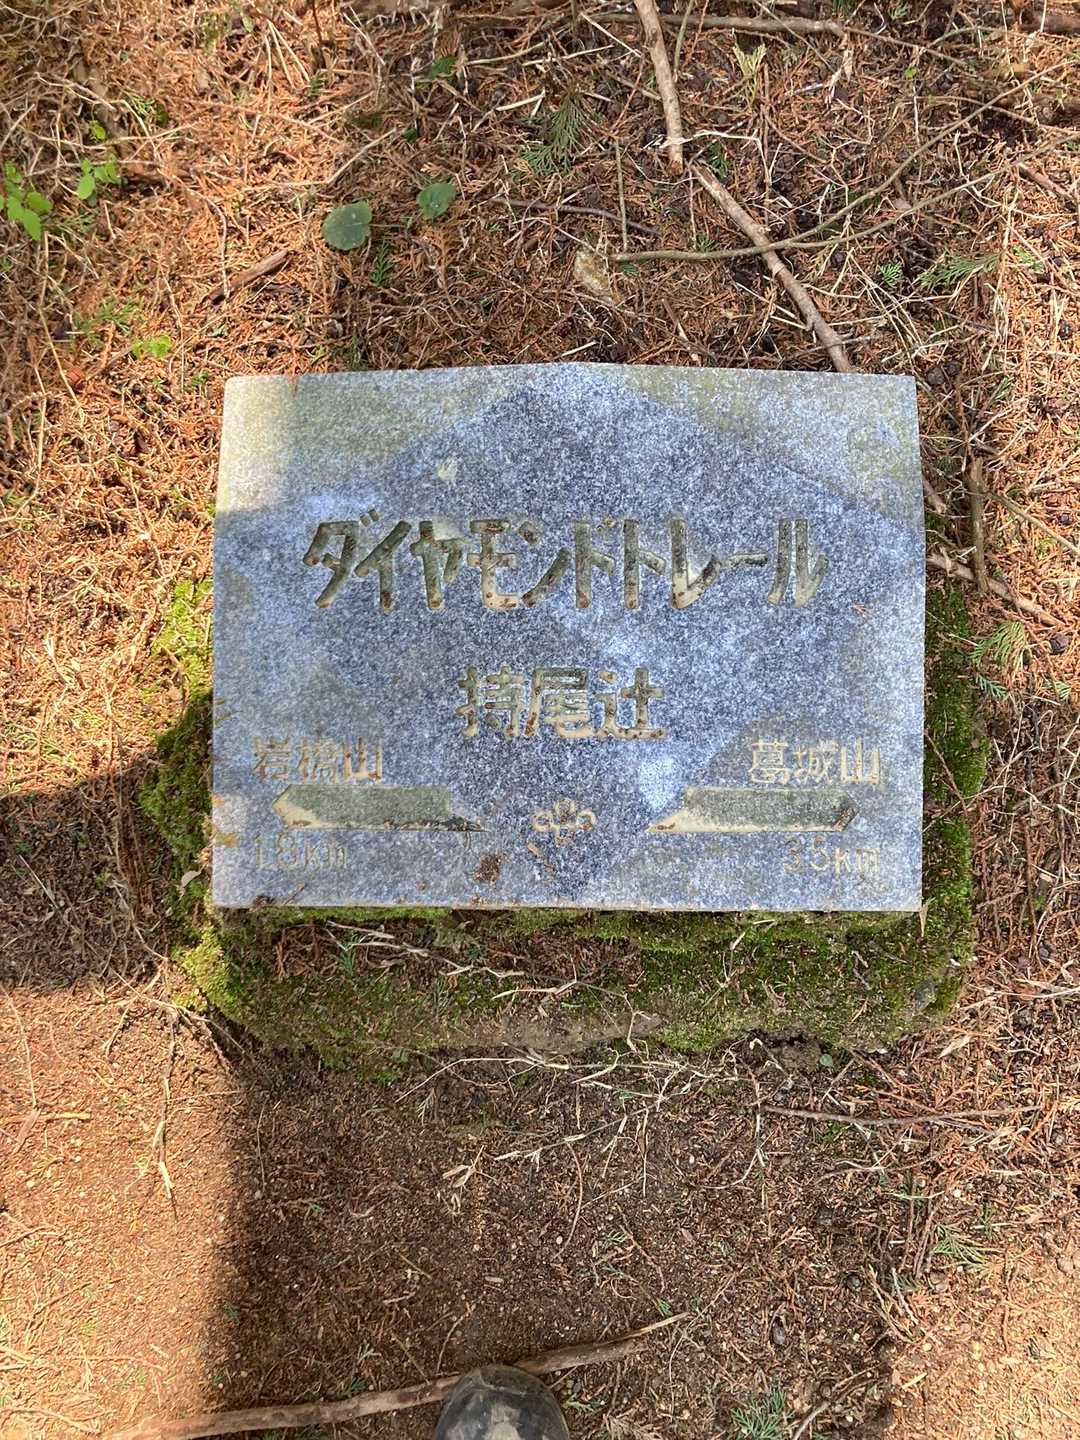 ダイヤモンドトレール
持尾辻
岩橋山
葛城山
1.8km
3.5km